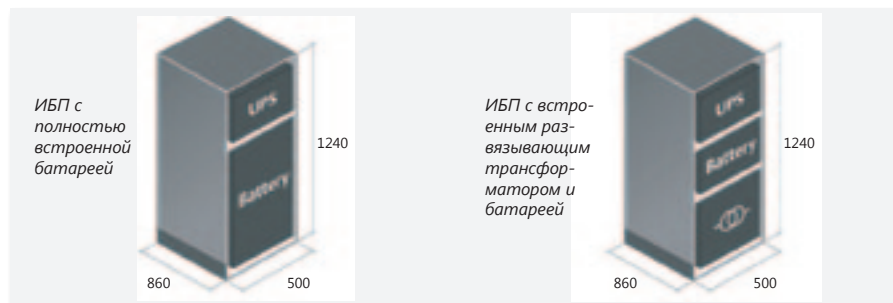 ИБП с
полностью
встроенной
батареей
UPS
Battery
1240
860
500
ИБП с встро-
енным раз-
вязывающим
трансфор-
матором и
батареей
UPS
Battery
1240
860
500